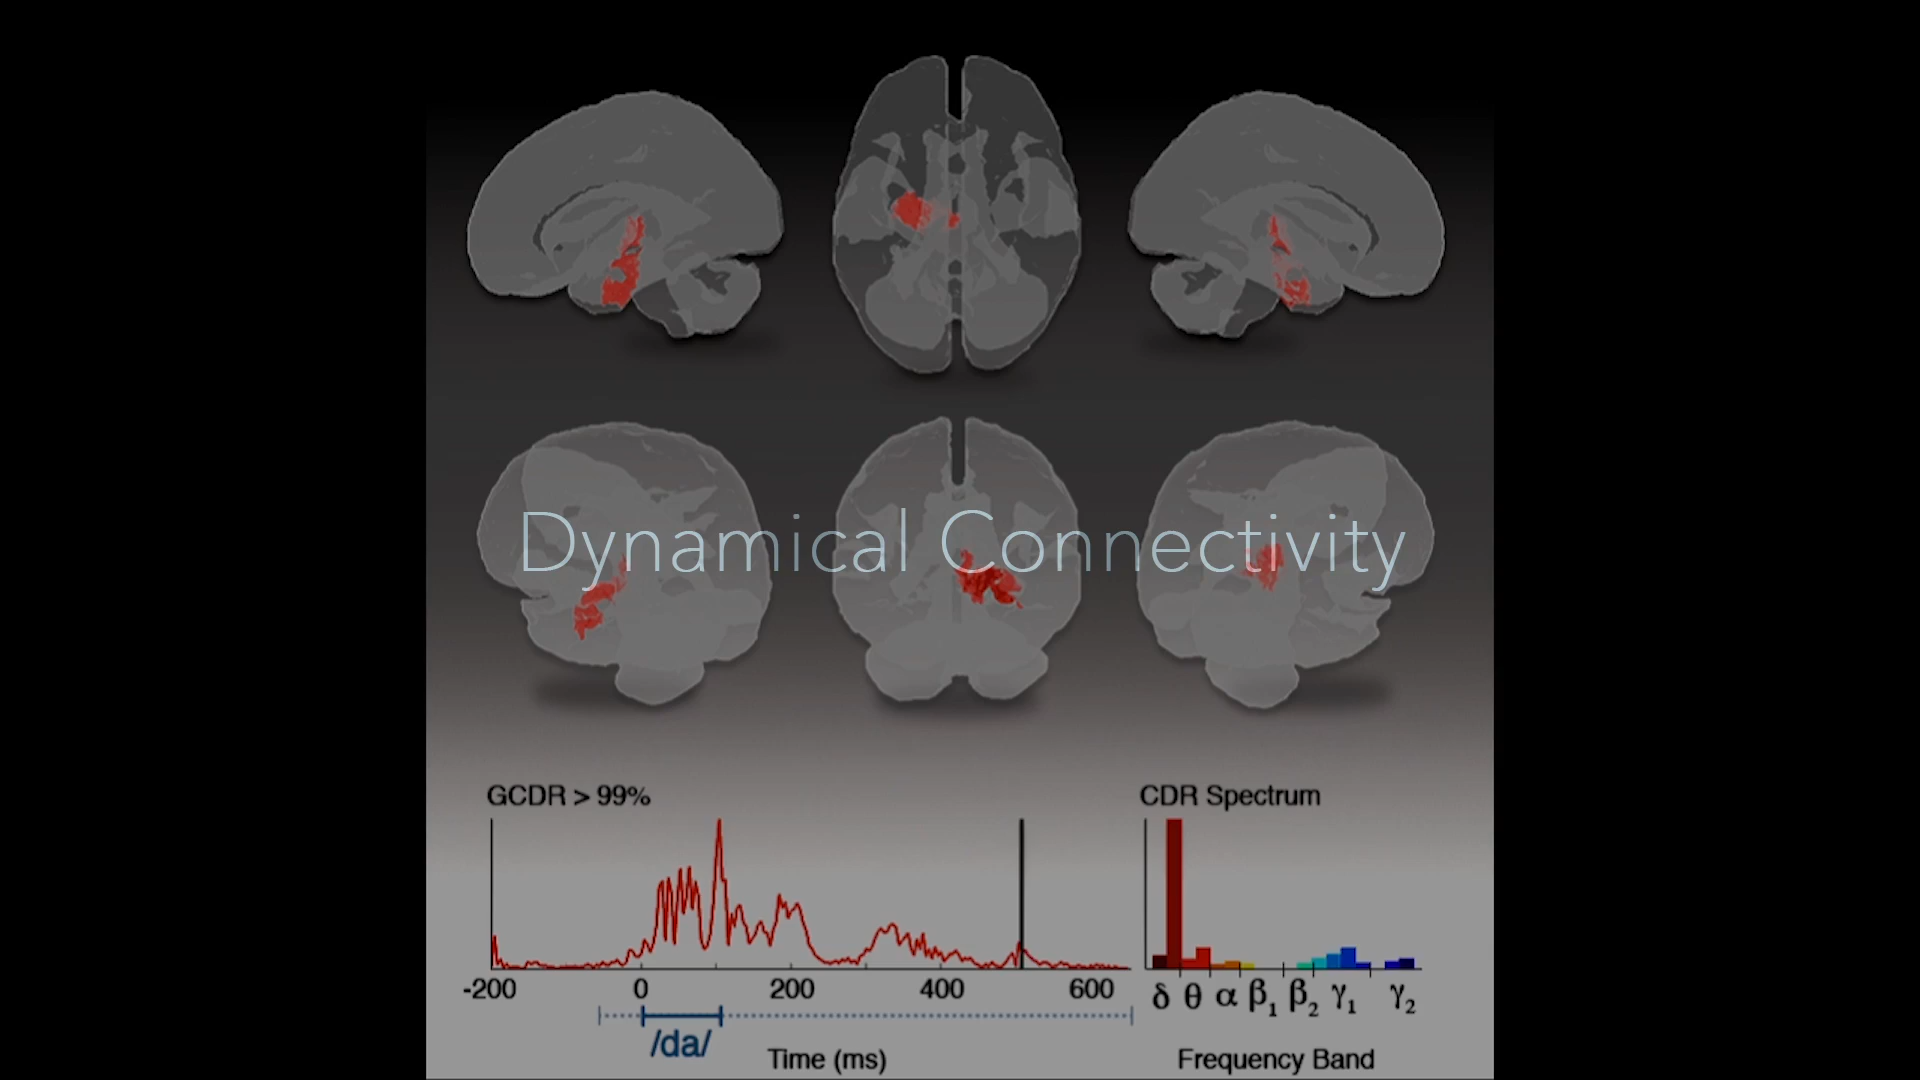 Dynamical Connectivity
GCDR > 99%
CDR Spectrum
-200 0 200 400 600
δ θ α β₁ β₂ γ₁ γ₂
/da/
Time (ms)
Frequency Band